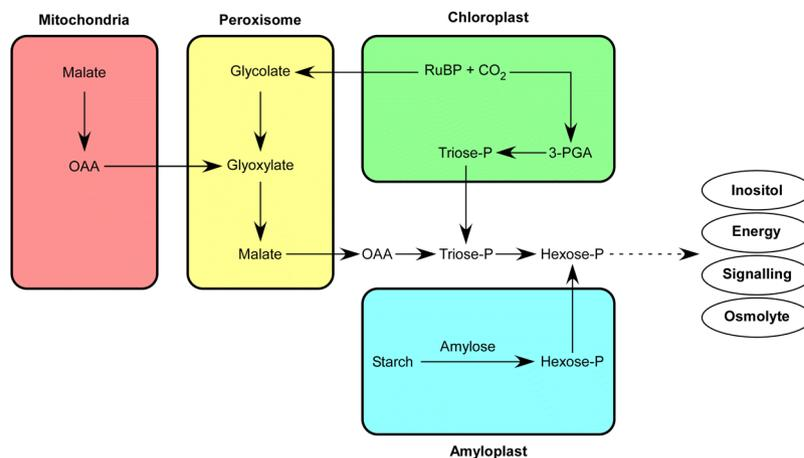 Mitochondria
Peroxisome
Chloroplast
Malate
Glycolate
RuBP + CO₂
OAA
Glyoxylate
Triose-P
3-PGA
Malate
OAA
Triose-P
Hexose-P
Inositol
Energy
Signalling
Osmolyte
Starch
Amylose
Hexose-P
Amyloplast